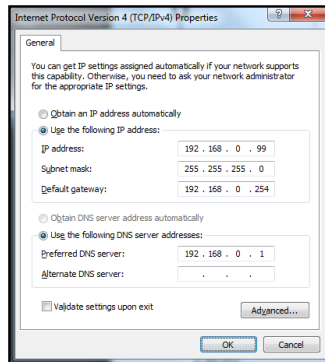 Internet Protocol Version 4 (TCP/IPv4) Properties
General
You can get IP settings assigned automatically if your network supports
this capability. Otherwise, you need to ask your network administrator
for the appropriate IP settings.
Obtain an IP address automatically
Use the following IP address:
IP address: 192 . 168 . 0 . 99
Subnet mask: 255 . 255 . 255 . 0
Default gateway: 192 . 168 . 0 . 254
Obtain DNS server address automatically
Use the following DNS server addresses:
Preferred DNS server: 192 . 168 . 0 . 1
Alternate DNS server: . . .
Validate settings upon exit
Advanced...
OK Cancel